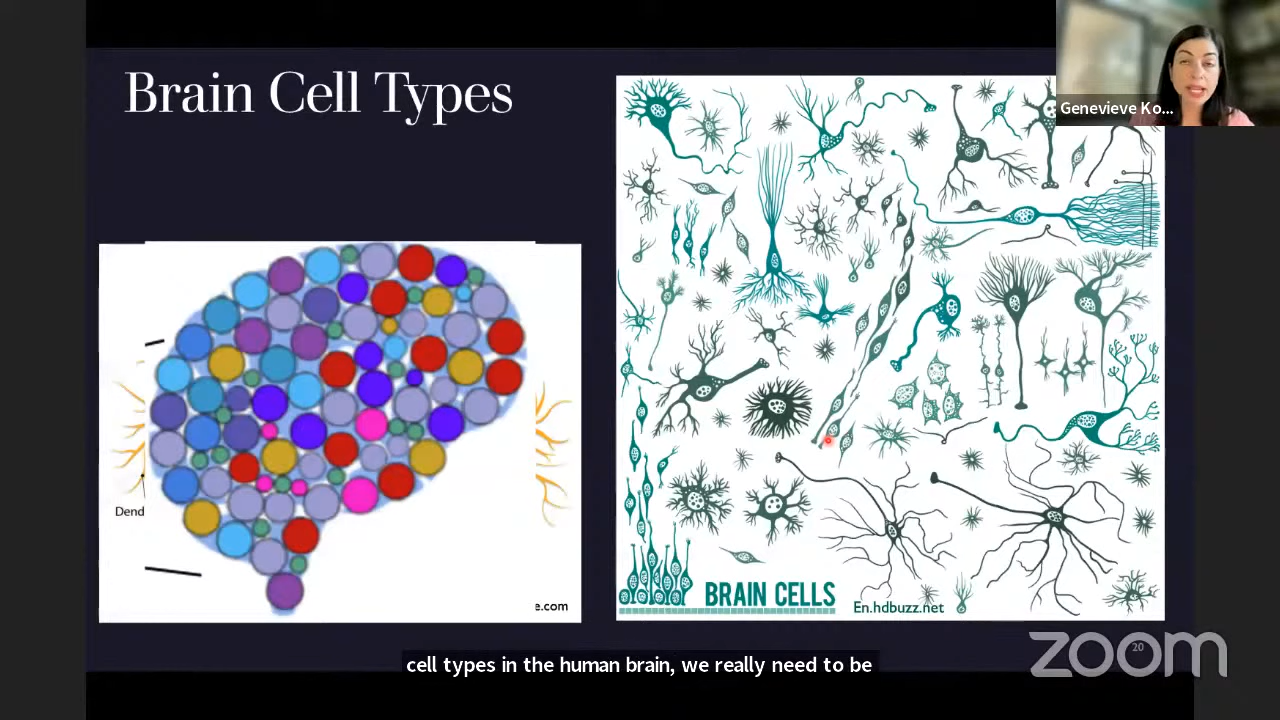 Brain Cell Types
Genevieve Ko...
Dend
e.com
BRAIN CELLS
En.hdbuzz.net
cell types in the human brain, we really need to be
zoom
20